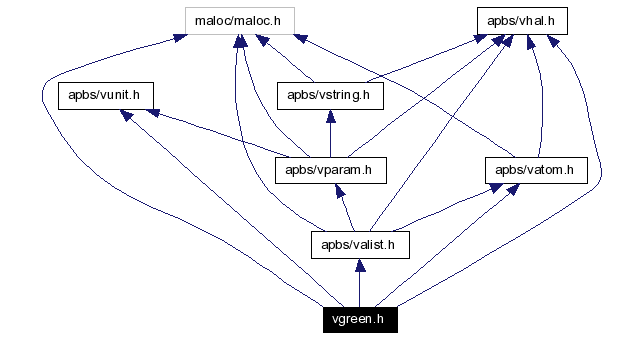 maloc/maloc.h
apbs/vhal.h
apbs/vunit.h
apbs/vstring.h
apbs/vparam.h
apbs/vatom.h
apbs/valist.h
vgreen.h